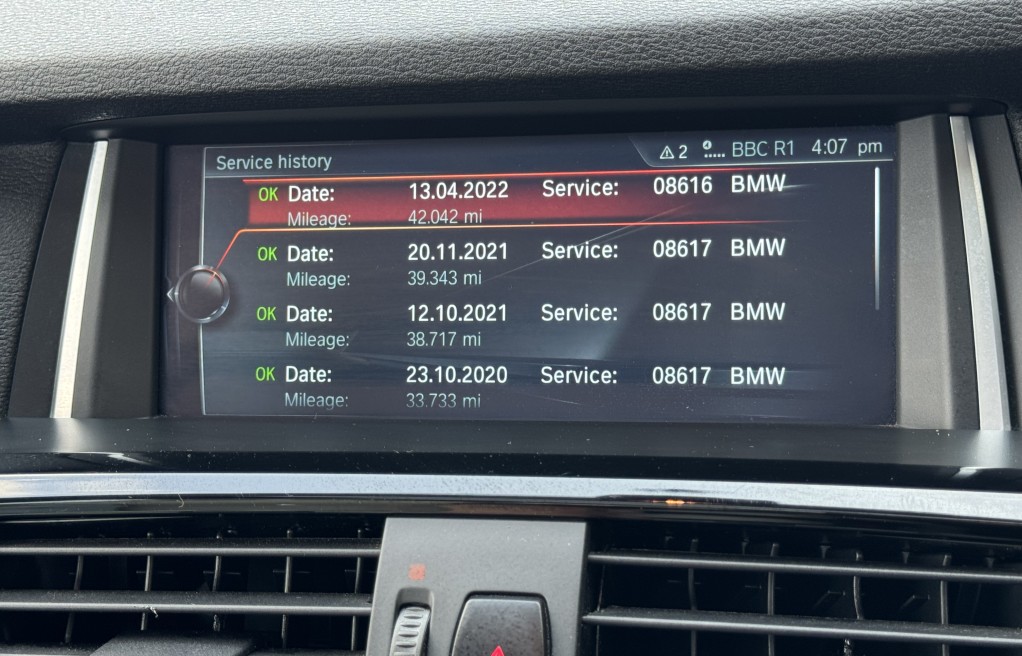 Service history 2 BBC R1 4:07 pm
OK Date: 13.04.2022 Service: 08616 BMW
Mileage: 42.042 mi
OK Date: 20.11.2021 Service: 08617 BMW
Mileage: 39.343 mi
OK Date: 12.10.2021 Service: 08617 BMW
Mileage: 38.717 mi
OK Date: 23.10.2020 Service: 08617 BMW
Mileage: 33.733 mi